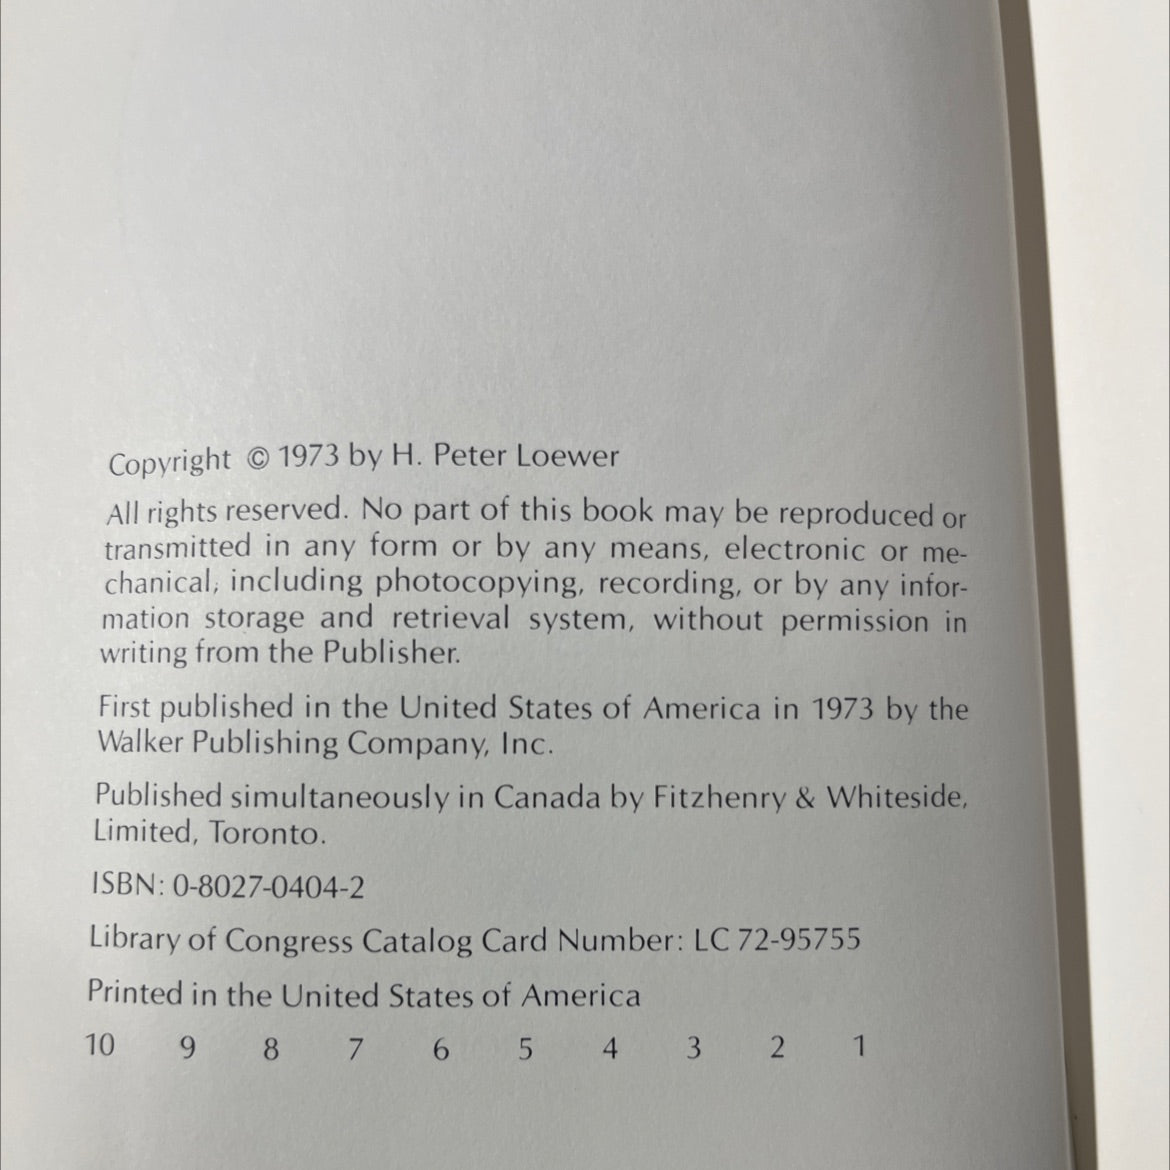 Copyright © 1973 by H. Peter Loewer
All rights reserved. No part of this book may be reproduced or
transmitted in any form or by any means, electronic or me-
chanical, including photocopying, recording, or by any infor-
mation storage and retrieval system, without permission in
writing from the Publisher.
First published in the United States of America in 1973 by the
Walker Publishing Company, Inc.
Published simultaneously in Canada by Fitzhenry & Whiteside,
Limited, Toronto.
ISBN: 0-8027-0404-2
Library of Congress Catalog Card Number: LC 72-95755
Printed in the United States of America
10 9 8 7 6 5 4 3 2 1